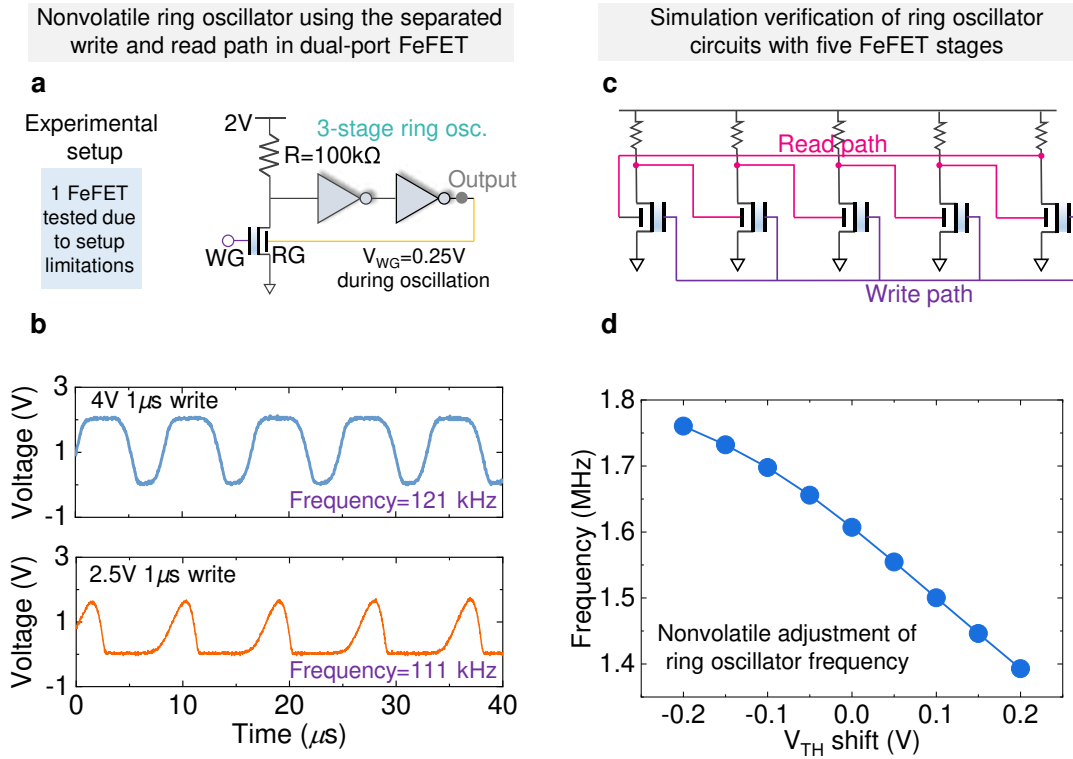 Nonvolatile ring oscillator using the separated
write and read path in dual-port FeFET
a
Experimental
setup
1 FeFET
tested due
to setup
limitations
2V
3-stage ring osc.
R=100kΩ
Output
WG
RG
V_WG=0.25V
during oscillation
b
3
1
-1
Voltage (V)
4V 1μs write
Frequency=121 kHz
3
1
-1
Voltage (V)
2.5V 1μs write
Frequency=111 kHz
0 10 20 30 40
Time (μs)
Simulation verification of ring oscillator
circuits with five FeFET stages
c
Read path
Write path
d
1.8
1.7
1.6
1.5
1.4
Frequency (MHz)
Nonvolatile adjustment of
ring oscillator frequency
-0.2 -0.1 0.0 0.1 0.2
V_TH shift (V)